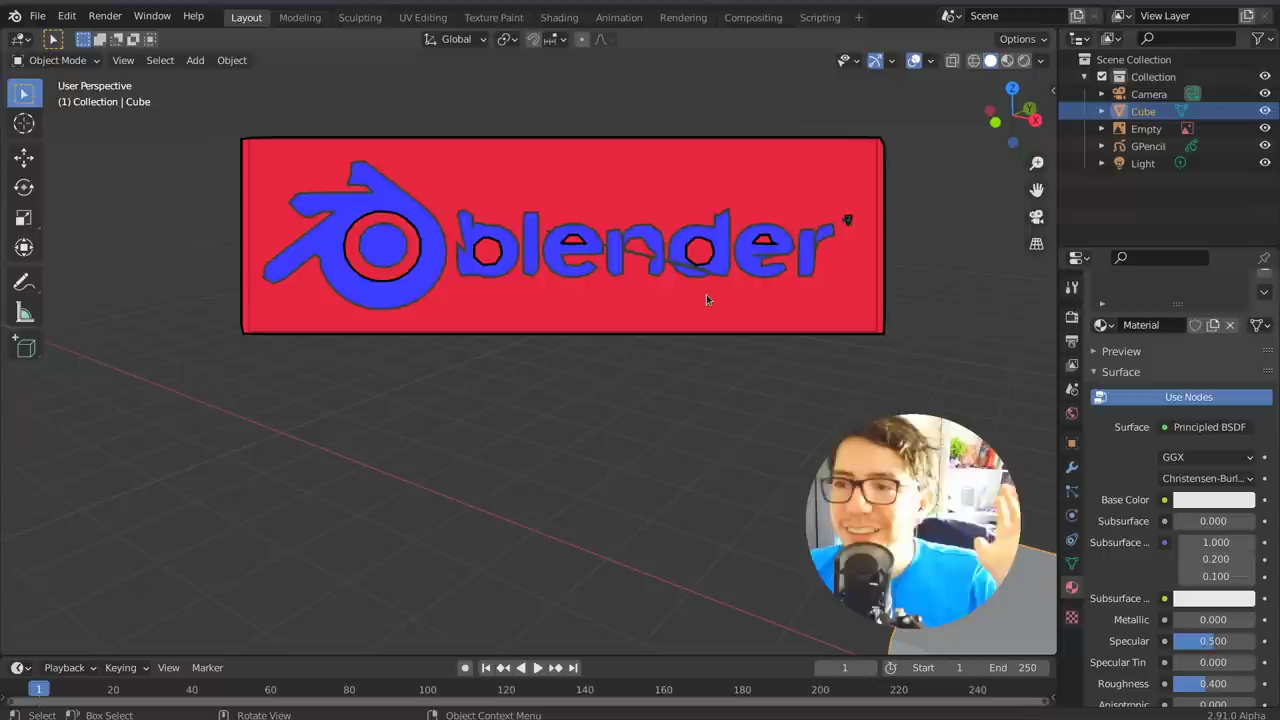 File Edit Render Window Help Layout Modeling Sculpting UV Editing Texture Paint Shading Animation Rendering Compositing Scripting + Scene View Layer
Global Options
Object Mode View Select Add Object
User Perspective
(1) Collection | Cube
Z
Y
X
blender
Scene Collection
Collection
Camera
Cube
Empty
GPencil
Light
Material
Preview
Surface
Use Nodes
Surface Principled BSDF
GGX
Christensen-Burl...
Base Color
Subsurface 0.000
Subsurface ... 1.000
0.200
0.100
Subsurface ...
Metallic 0.000
Specular 0.500
Specular Tin 0.000
Roughness 0.400
Anisotropic 0.000
Playback Keying View Marker 1 Start 1 End 250
1 20 40 60 80 100 120 140 160 180 200 220 240
Select Box Select Rotate View Object Context Menu 2.91.0 Alpha